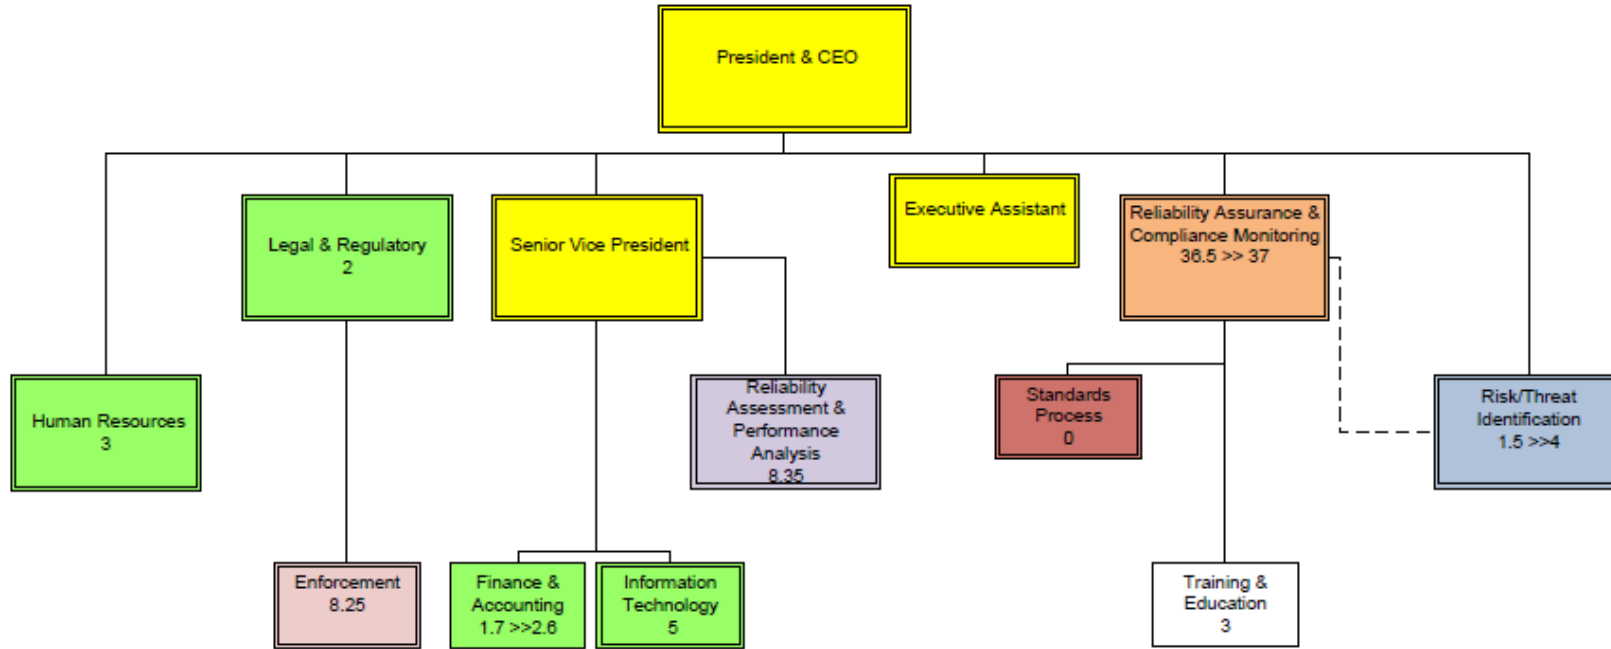 President & CEO
Executive Assistant
Legal & Regulatory
2
Senior Vice President
Reliability Assurance &
Compliance Monitoring
36.5 >> 37
Human Resources
3
Reliability
Assessment &
Performance
Analysis
8.35
Standards
Process
0
Risk/Threat
Identification
1.5 >>4
Enforcement
8.25
Finance &
Accounting
1.7 >>2.6
Information
Technology
5
Training &
Education
3